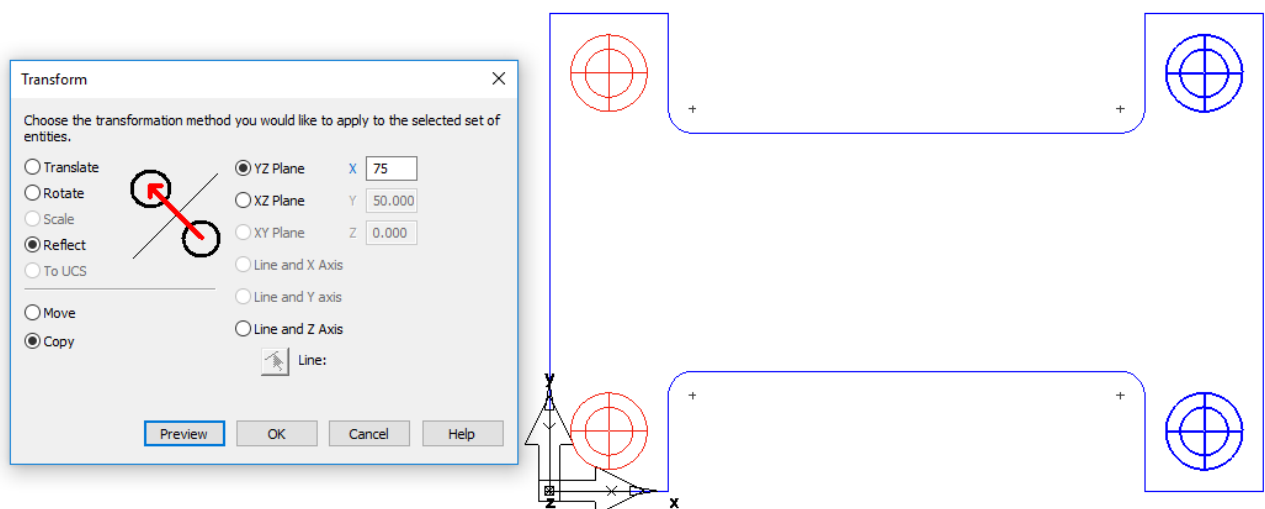 Transform
Choose the transformation method you would like to apply to the selected set of
entities.
Translate
Rotate
Scale
Reflect
To UCS
Move
Copy
YZ Plane X 75
XZ Plane Y 50.000
XY Plane Z 0.000
Line and X Axis
Line and Y axis
Line and Z Axis
Line:
Preview OK Cancel Help
y
z x